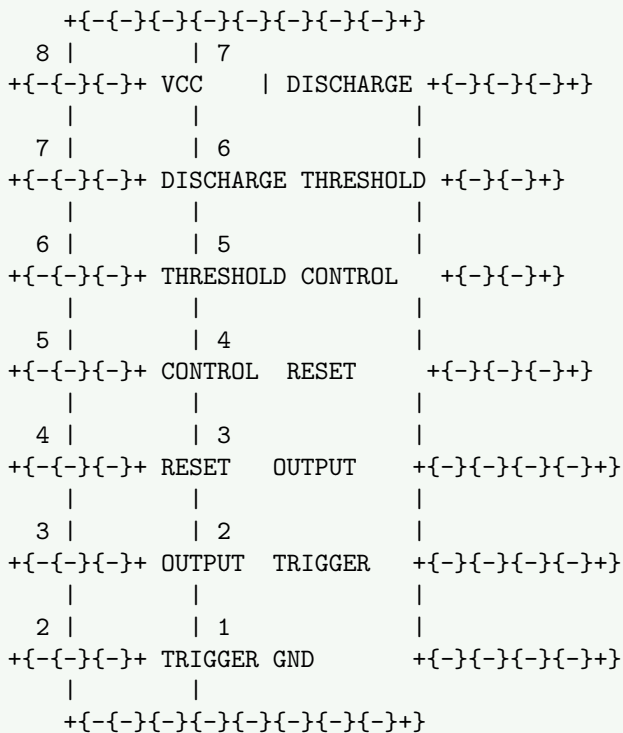 +{-{-}{-}{-}{-}{-}{-}{-}+}
8 | | 7
+{-{-}{-}+ VCC | DISCHARGE +{-}{-}{-}+}
| | |
7 | | 6 |
+{-{-}{-}+ DISCHARGE THRESHOLD +{-}{-}+}
| | |
6 | | 5 |
+{-{-}{-}+ THRESHOLD CONTROL +{-}{-}+}
| | |
5 | | 4 |
+{-{-}{-}+ CONTROL RESET +{-}{-}{-}+}
| | |
4 | | 3 |
+{-{-}{-}+ RESET OUTPUT +{-}{-}{-}{-}+}
| | |
3 | | 2 |
+{-{-}{-}+ OUTPUT TRIGGER +{-}{-}{-}{-}+}
| | |
2 | | 1 |
+{-{-}{-}+ TRIGGER GND +{-}{-}{-}{-}+}
| |
+{-{-}{-}{-}{-}{-}{-}{-}+}